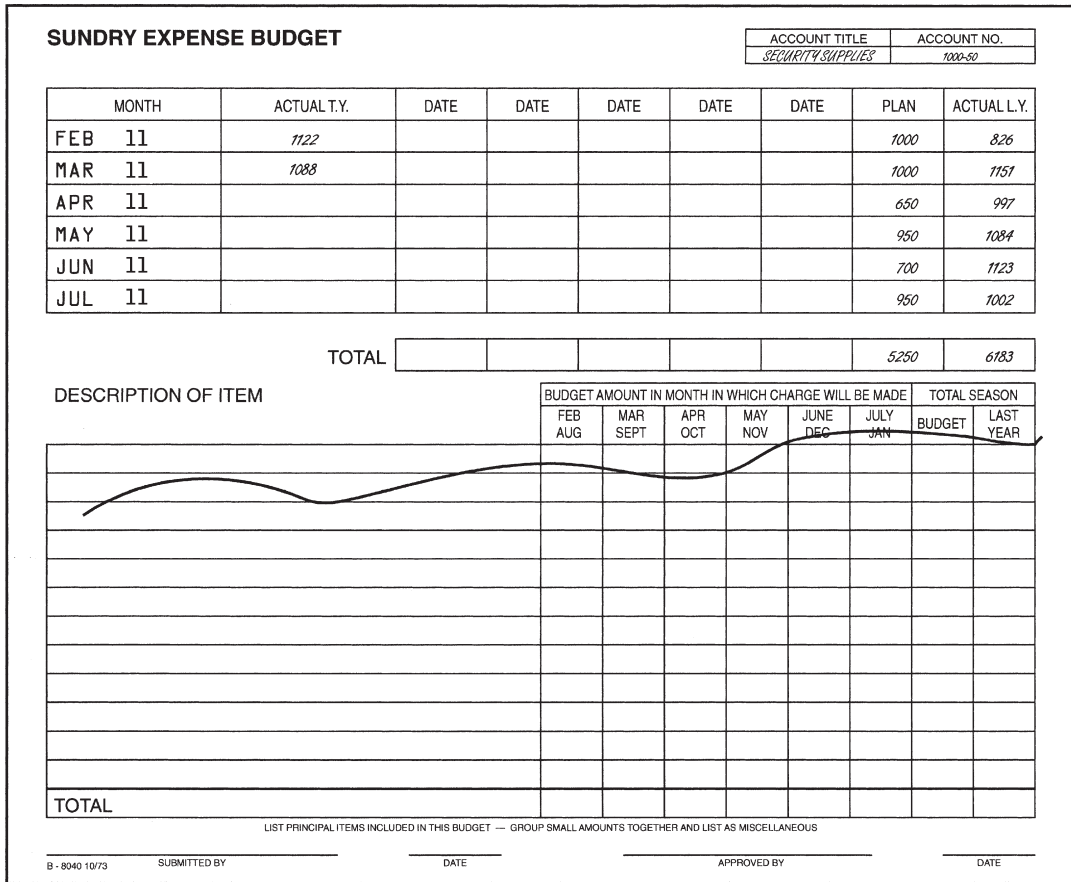 SUNDRY EXPENSE BUDGET
ACCOUNT TITLE ACCOUNT NO.
SECURITY SUPPLIES 1000-50
MONTH ACTUAL T.Y. DATE DATE DATE DATE DATE PLAN ACTUAL L.Y.
FEB 11 1122 1000 826
MAR 11 1088 1000 1151
APR 11 650 997
MAY 11 950 1084
JUN 11 700 1123
JUL 11 950 1002
TOTAL 5250 6183
DESCRIPTION OF ITEM
BUDGET AMOUNT IN MONTH IN WHICH CHARGE WILL BE MADE TOTAL SEASON
FEB MAR APR MAY JUNE JULY BUDGET LAST
AUG SEPT OCT NOV DEC JAN YEAR
TOTAL
LIST PRINCIPAL ITEMS INCLUDED IN THIS BUDGET — GROUP SMALL AMOUNTS TOGETHER AND LIST AS MISCELLANEOUS
B - 8040 10/73 SUBMITTED BY DATE APPROVED BY DATE